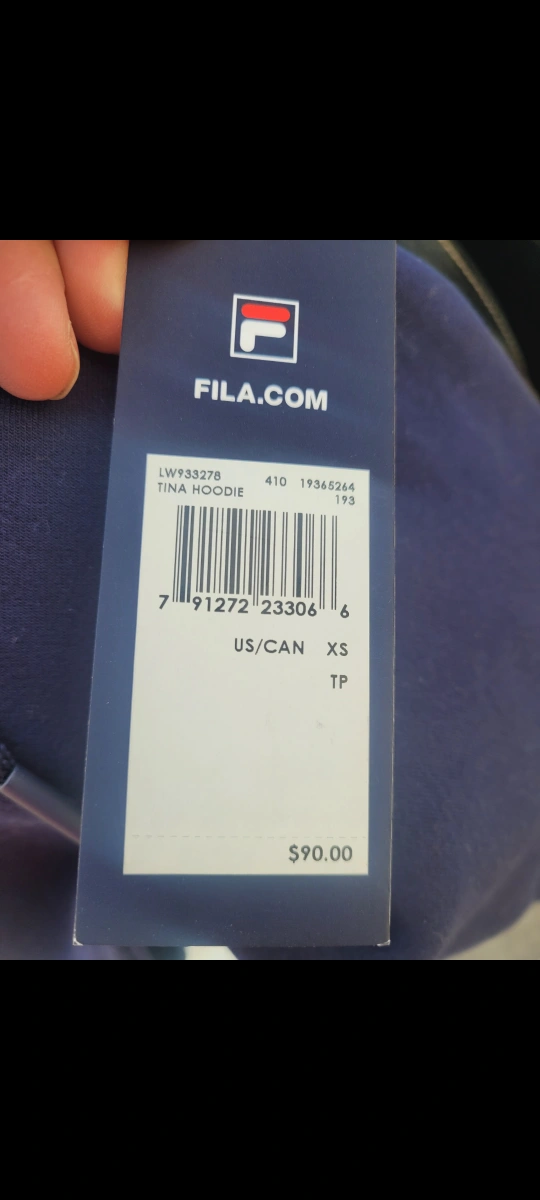 FILA.COM
LW933278 410 19365264
TINA HOODIE 193
7 91272 23306 6
US/CAN XS
TP
$90.00